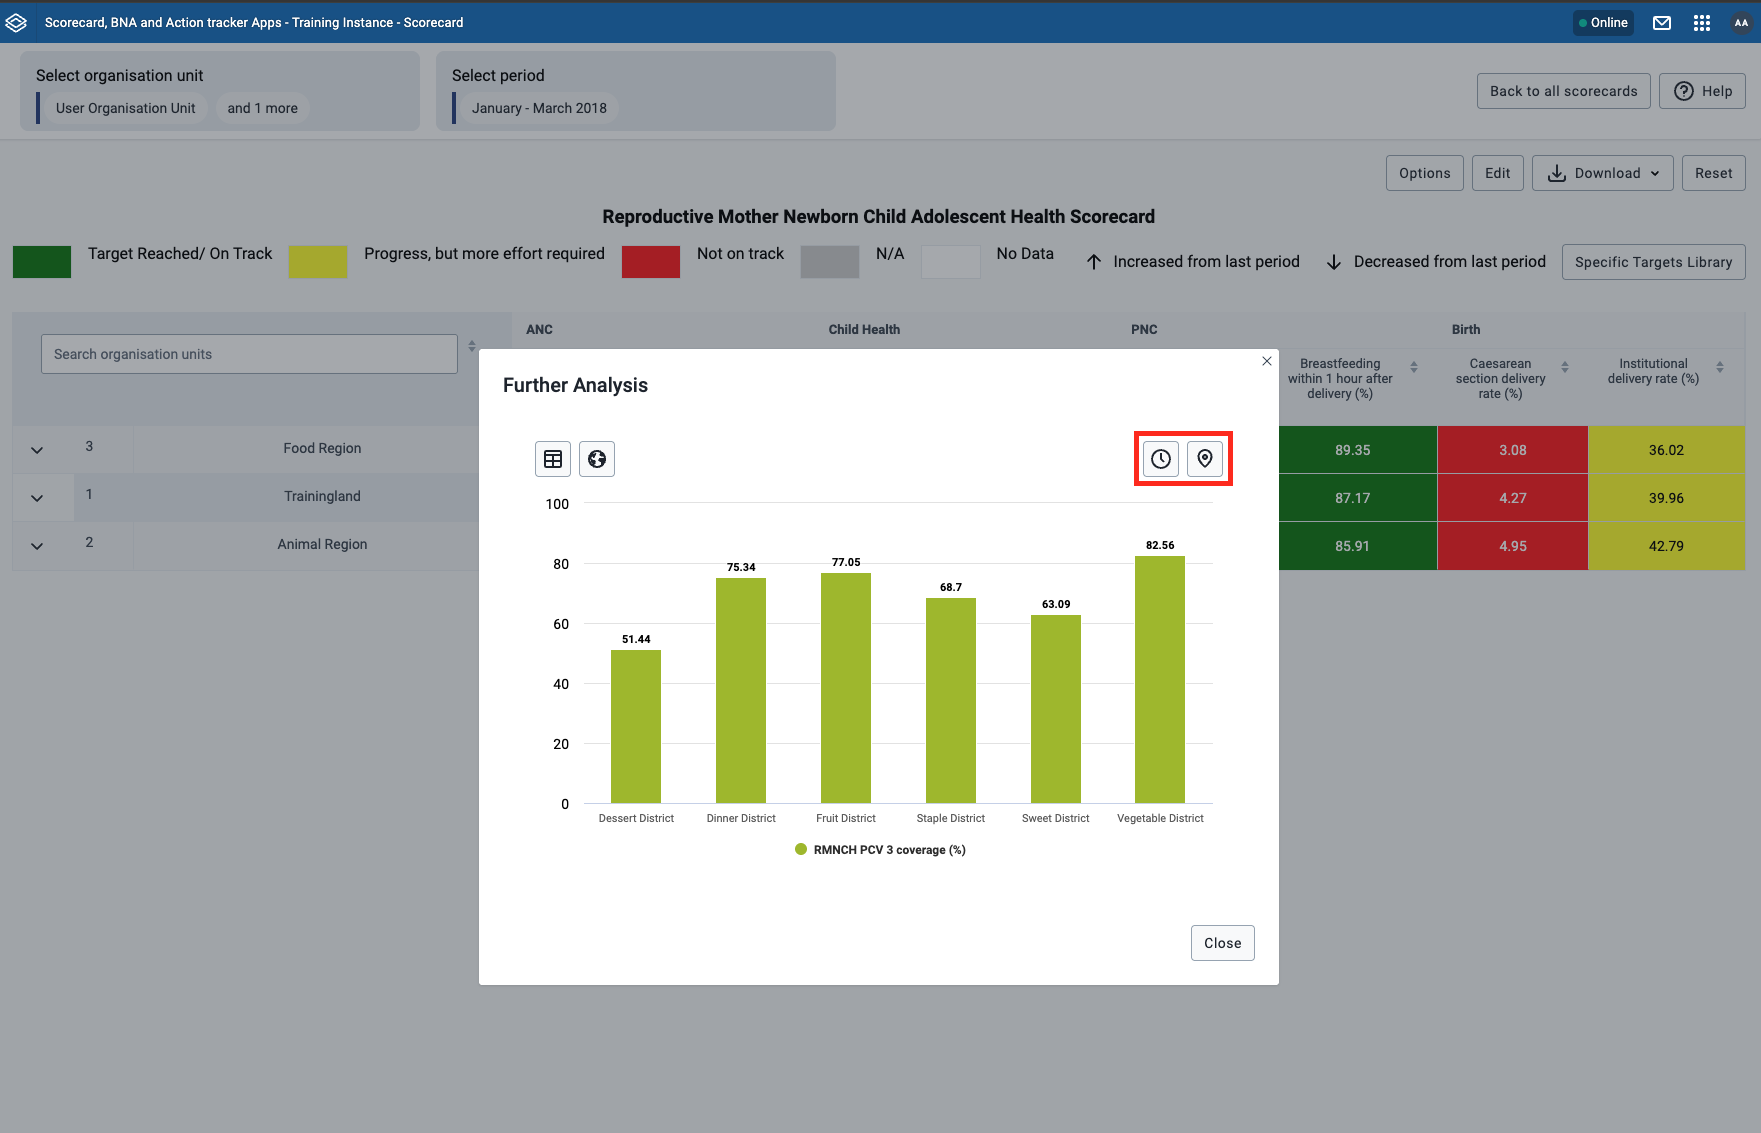 Scorecard, BNA and Action tracker Apps - Training Instance - Scorecard
Online
AA
Select organisation unit
User Organisation Unit and 1 more
Select period
January - March 2018
Back to all scorecards
Help
Options
Edit
Download
Reset
Reproductive Mother Newborn Child Adolescent Health Scorecard
Target Reached/ On Track
Progress, but more effort required
Not on track
N/A
No Data
Increased from last period
Decreased from last period
Specific Targets Library
Search organisation units
ANC
Child Health
PNC
Birth
Breastfeeding
within 1 hour after
delivery (%)
Caesarean
section delivery
rate (%)
Institutional
delivery rate (%)
3 Food Region 89.35 3.08 36.02
1 Trainingland 87.17 4.27 39.96
2 Animal Region 85.91 4.95 42.79
Further Analysis
100
80
60
40
20
0
51.44
75.34
77.05
68.7
63.09
82.56
Dessert District
Dinner District
Fruit District
Staple District
Sweet District
Vegetable District
RMNCH PCV 3 coverage (%)
Close